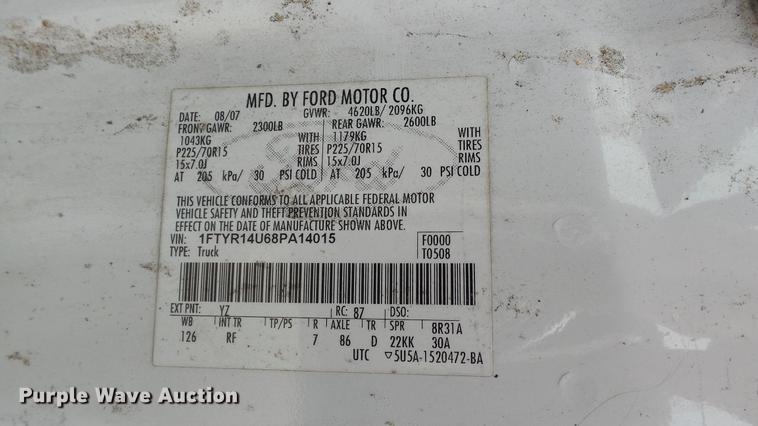 MFD. BY FORD MOTOR CO.
DATE: 08/07 GVWR: 4620LB/ 2096KG
FRONT GAWR: 2300LB REAR GAWR: 2600LB
1043KG WITH 1179KG WITH
P225/70R15 TIRES P225/70R15 TIRES
15x7.0J RIMS 15x7.0J RIMS
AT 205 kPa/ 30 PSI COLD AT 205 kPa/ 30 PSI COLD
THIS VEHICLE CONFORMS TO ALL APPLICABLE FEDERAL MOTOR
VEHICLE SAFETY AND THEFT PREVENTION STANDARDS IN
EFFECT ON THE DATE OF MANUFACTURE SHOWN ABOVE.
VIN: 1FTYR14U68PA14015 F0000
TYPE: Truck T0508
EXT PNT: YZ RC: 87 DSO:
WB INT TR TP/PS R AXLE TR SPR 8R31A
126 RF 7 86 D 22KK 30A
UTC ▽5U5A-1520472-BA
Ford
Purple Wave Auction